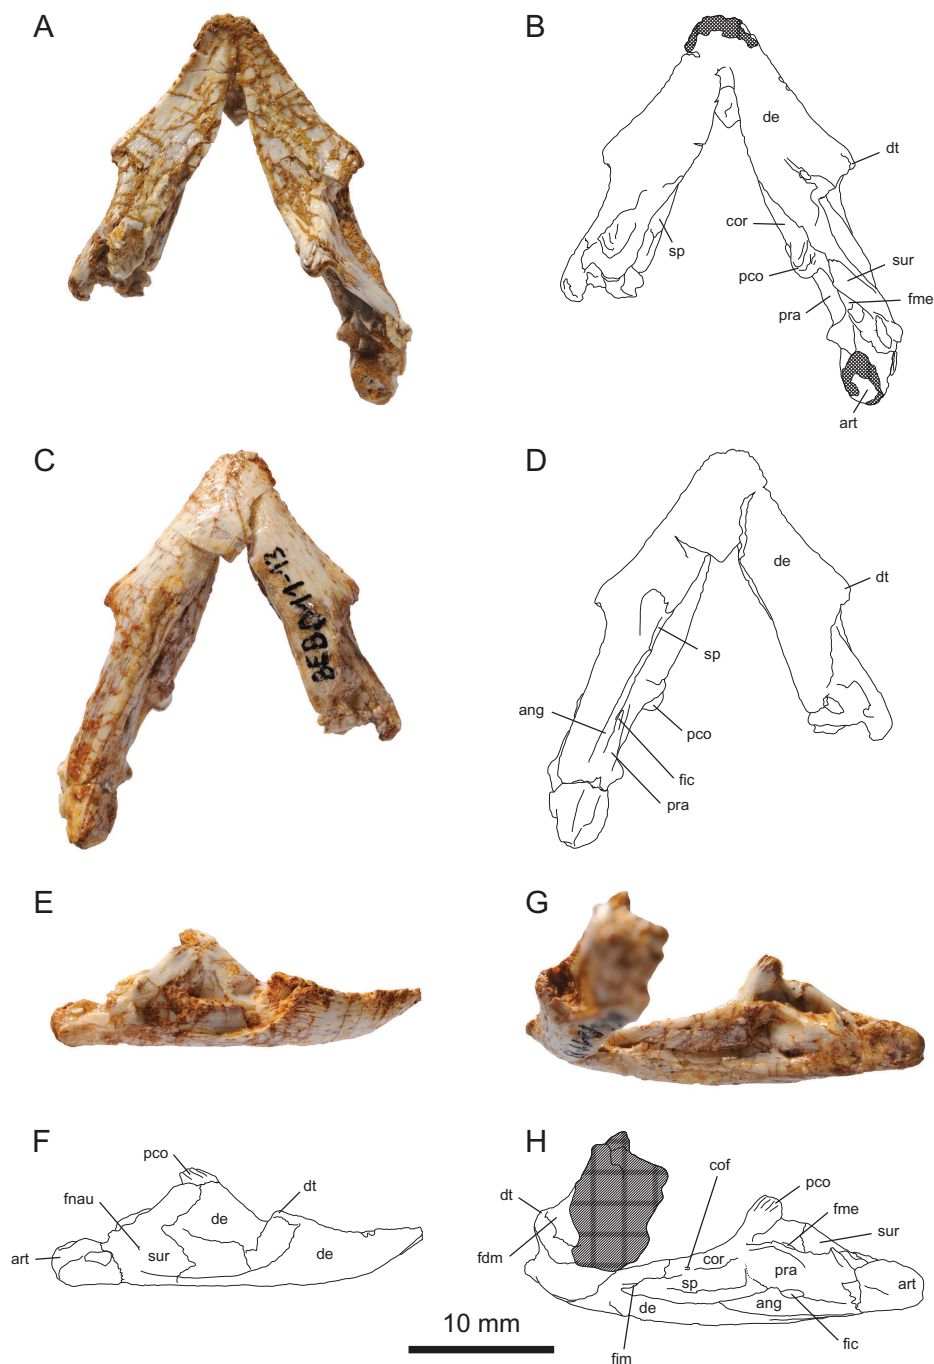 A
B
de
dt
sp
cor
pco
sur
fme
pra
art
C
D
BEBD11-13
de
dt
sp
ang
pco
fic
pra
E
G
F
H
pco
fnau
dt
de
art
sur
de
cof
pco
dt
fme
sur
fdm
cor
pra
sp
art
de
ang
fim
fic
10 mm